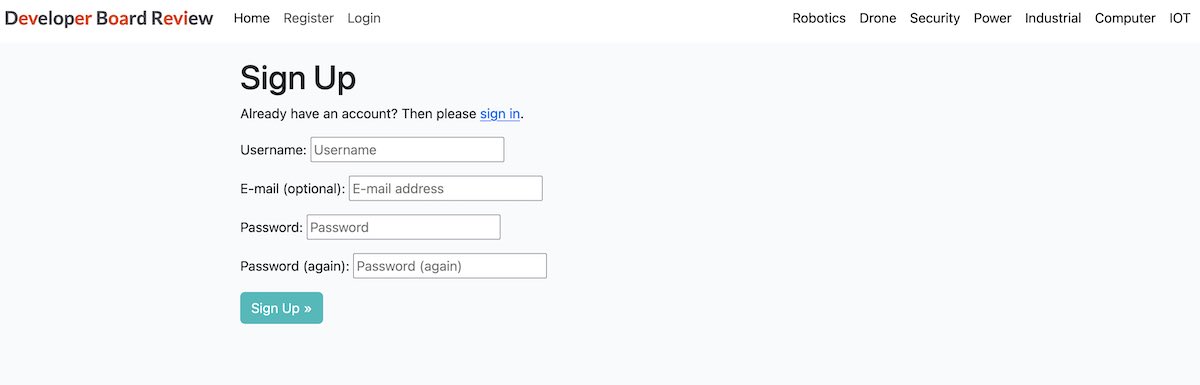 Developer Board Review Home Register Login Robotics Drone Security Power Industrial Computer IOT
Sign Up
Already have an account? Then please sign in.
Username: Username
E-mail (optional): E-mail address
Password: Password
Password (again): Password (again)
Sign Up »